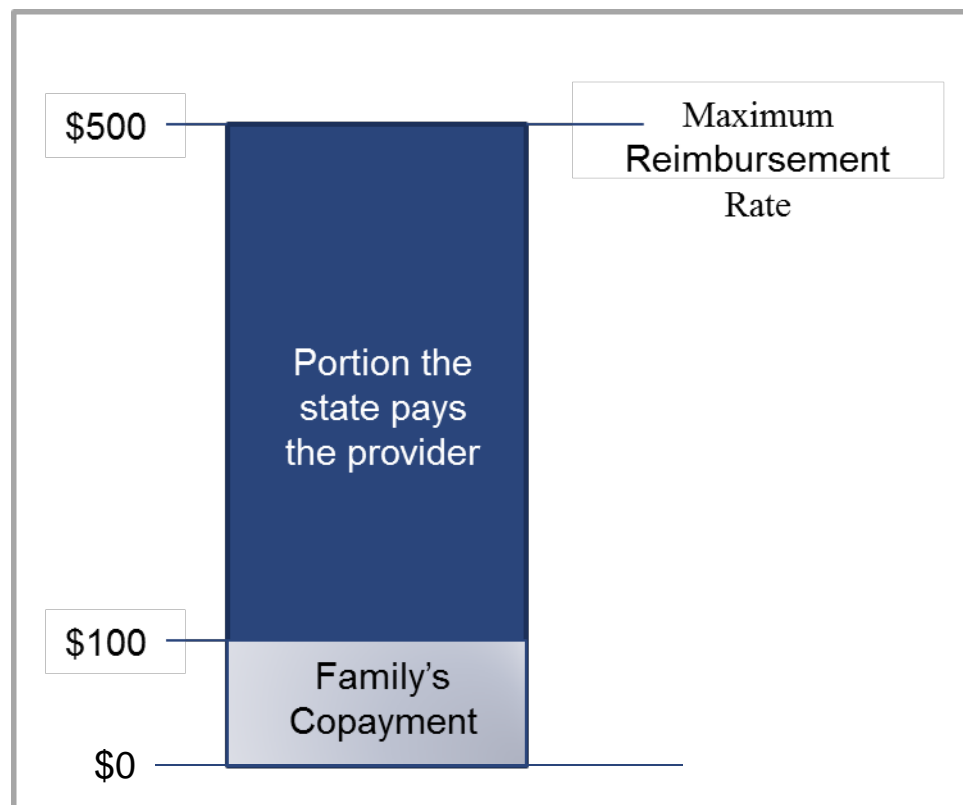 $500
Maximum
Reimbursement
Rate
Portion the
state pays
the provider
$100
Family’s
Copayment
$0